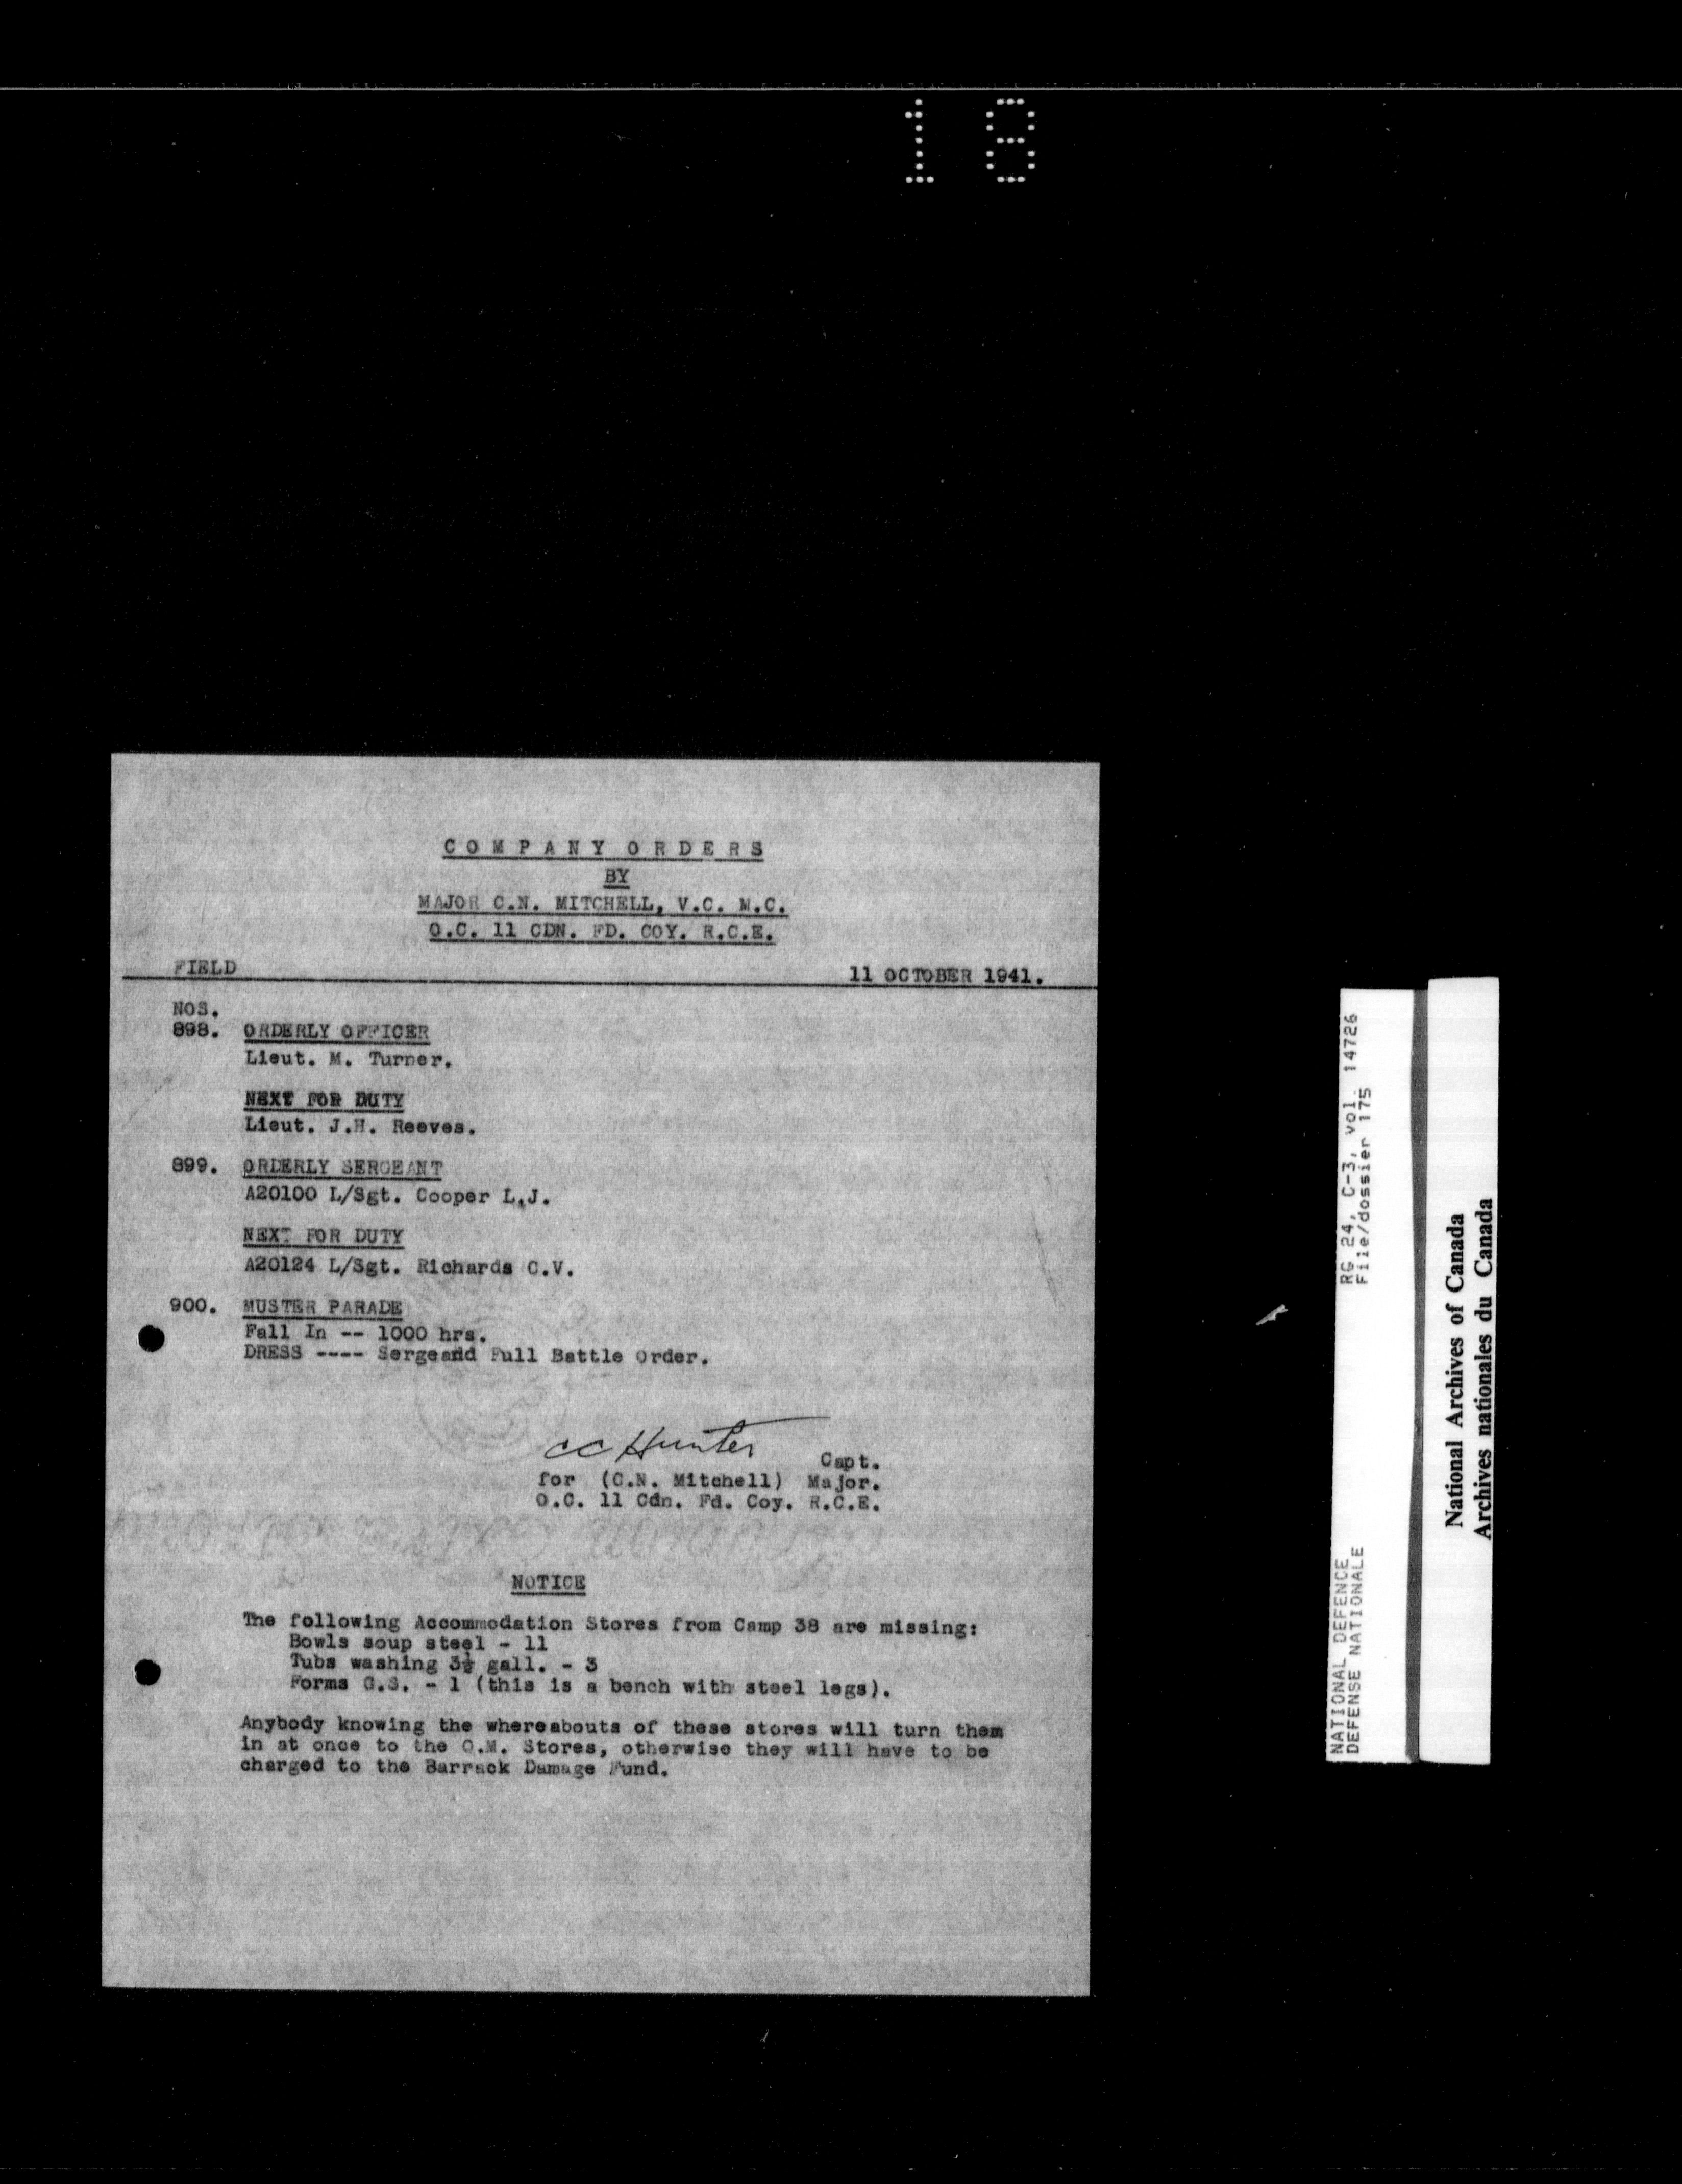 18
COMPANY ORDERS
BY
MAJOR C.N. MITCHELL, V.C. M.C.
O.C. 11 CDN. FD. COY. R.C.E.
FIELD 11 OCTOBER 1941.
NOS.
898. ORDERLY OFFICER
Lieut. M. Turner.
NEXT FOR DUTY
Lieut. J.H. Reeves.
899. ORDERLY SERGEANT
A20100 L/Sgt. Cooper L.J.
NEXT FOR DUTY
A20124 L/Sgt. Richards C.V.
900. MUSTER PARADE
Fall In -- 1000 hrs.
DRESS ---- Serge and Full Battle Order.
CC Hunter Capt.
for (C.N. Mitchell) Major.
O.C. 11 Cdn. Fd. Coy. R.C.E.
NOTICE
The following Accommodation Stores from Camp 38 are missing:
Bowls soup steel - 11
Tubs washing 3½ gall. - 3
Forms G.S. - 1 (this is a bench with steel legs).
Anybody knowing the whereabouts of these stores will turn them
in at once to the Q.M. Stores, otherwise they will have to be
charged to the Barrack Damage Fund.
NATIONAL DEFENCE RG 24, C-3, vol. 14726
DEFENSE NATIONALE File/dossier 175
National Archives of Canada
Archives nationales du Canada